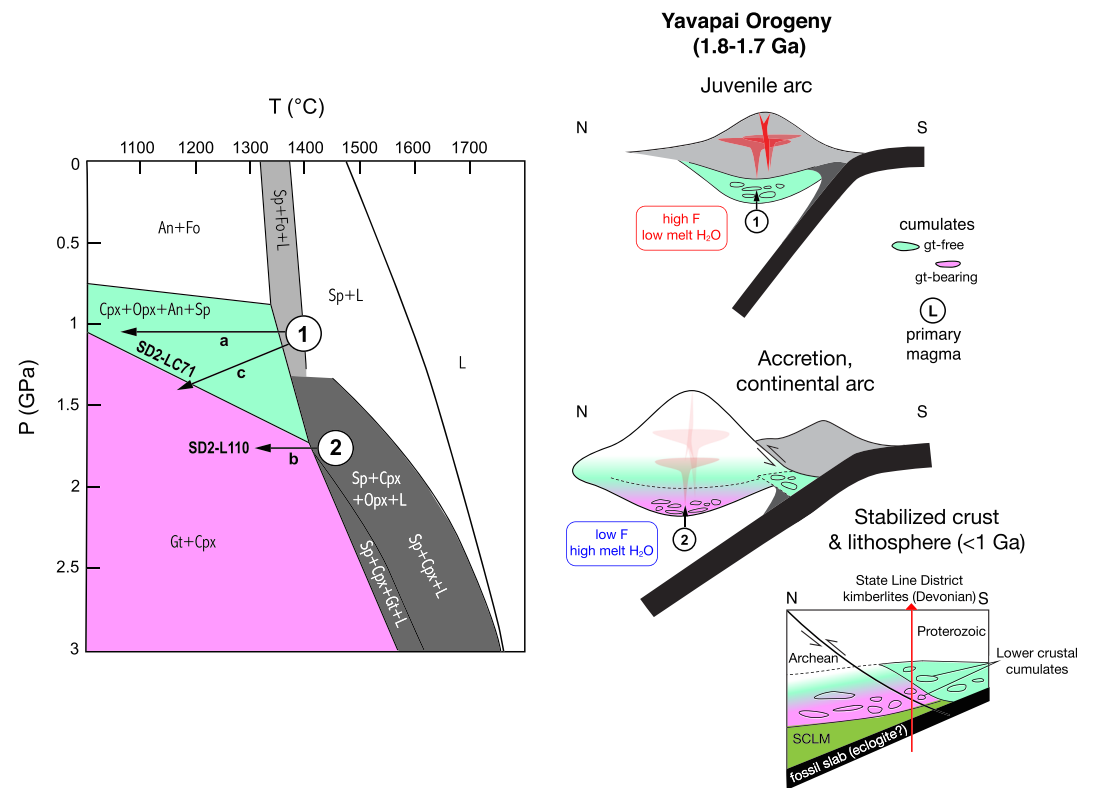 T (°C)
1100 1200 1300 1400 1500 1600 1700
P (GPa)
0
0.5
1
1.5
2
2.5
3
An+Fo
Sp+Fo+L
Sp+L
L
Cpx+Opx+An+Sp
a
1
SD2-LC71
c
SD2-L110
b
2
Sp+Cpx
+Opx+L
Gt+Cpx
Sp+Cpx+Gt+L
Sp+Cpx+L
Yavapai Orogeny
(1.8-1.7 Ga)
Juvenile arc
N
S
high F
low melt H₂O
1
cumulates
gt-free
gt-bearing
L
primary
magma
Accretion,
continental arc
N
S
low F
high melt H₂O
2
Stabilized crust
& lithosphere (<1 Ga)
State Line District
kimberlites (Devonian)
N
S
Archean
Proterozoic
Lower crustal
cumulates
SCLM
fossil slab (eclogite?)